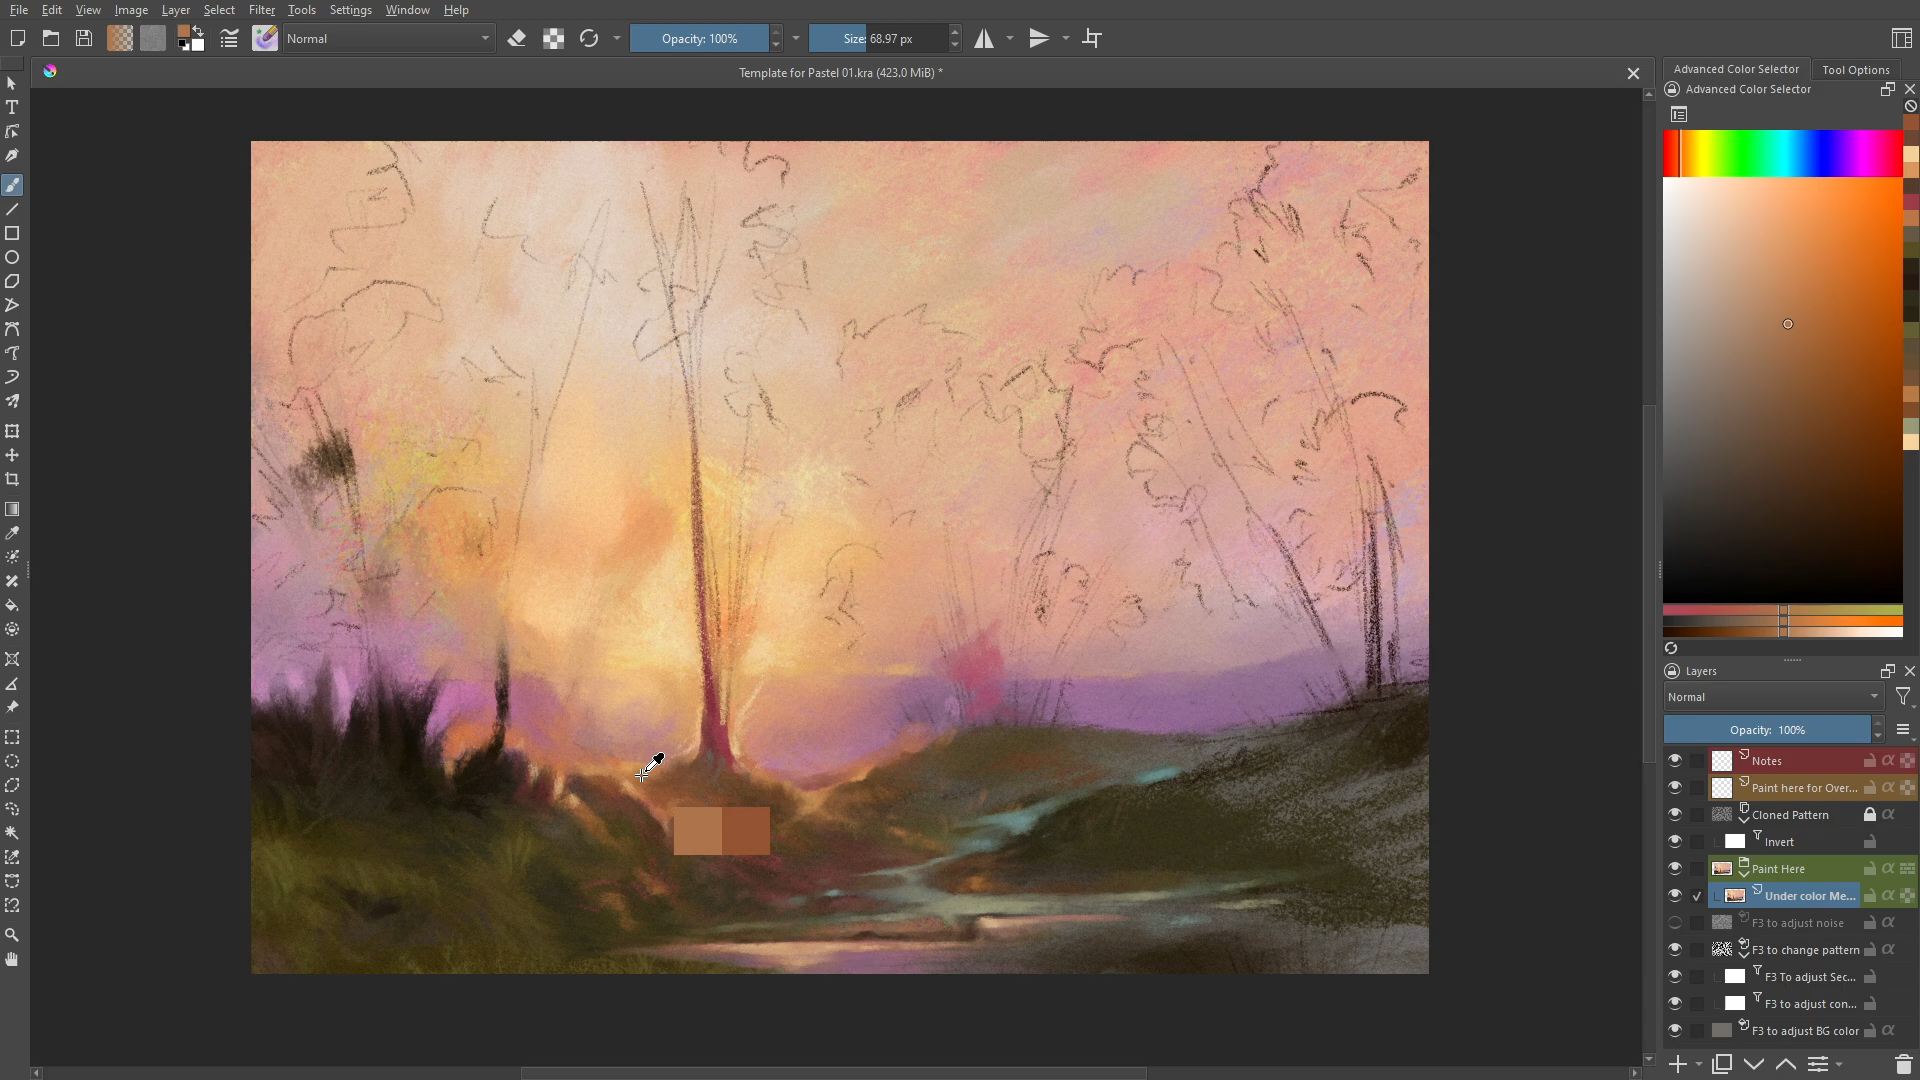 File Edit View Image Layer Select Filter Tools Settings Window Help
Normal
Opacity: 100%
Size: 68.97 px
Template for Pastel 01.kra (423.0 MiB) *
Advanced Color Selector Tool Options
Advanced Color Selector
Layers
Normal
Opacity: 100%
Notes
Paint here for Over...
Cloned Pattern
Invert
Paint Here
Under color Me...
F3 to adjust noise
F3 to change pattern
F3 To adjust Sec...
F3 to adjust con...
F3 to adjust BG color